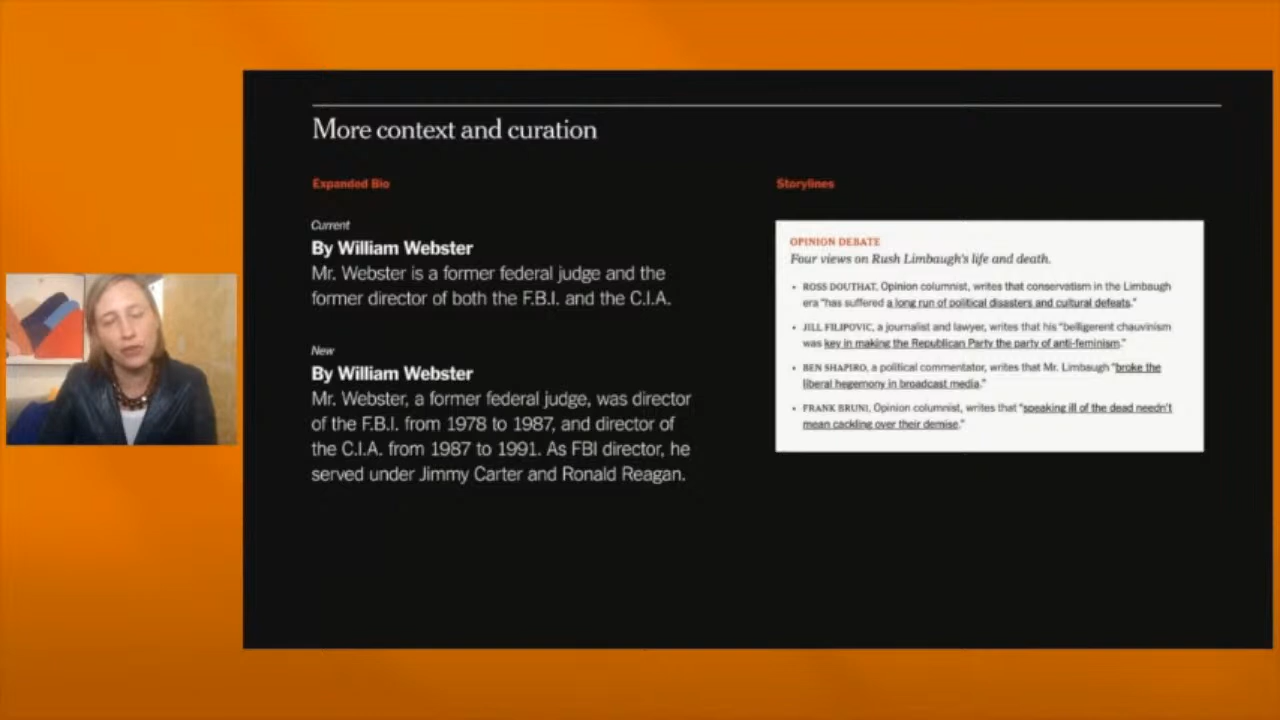 More context and curation
Expanded Bio
Current
By William Webster
Mr. Webster is a former federal judge and the
former director of both the F.B.I. and the C.I.A.
New
By William Webster
Mr. Webster, a former federal judge, was director
of the F.B.I. from 1978 to 1987, and director of
the C.I.A. from 1987 to 1991. As FBI director, he
served under Jimmy Carter and Ronald Reagan.
Storylines
OPINION DEBATE
Four views on Rush Limbaugh's life and death.
• ROSS DOUTHAT, Opinion columnist, writes that conservatism in the Limbaugh
era "has suffered a long run of political disasters and cultural defeats."
• JILL FILIPOVIC, a journalist and lawyer, writes that his "belligerent chauvinism
was key in making the Republican Party the party of anti-feminism."
• BEN SHAPIRO, a political commentator, writes that Mr. Limbaugh "broke the
liberal hegemony in broadcast media."
• FRANK BRUNI, Opinion columnist, writes that "speaking ill of the dead needn't
mean cackling over their demise."